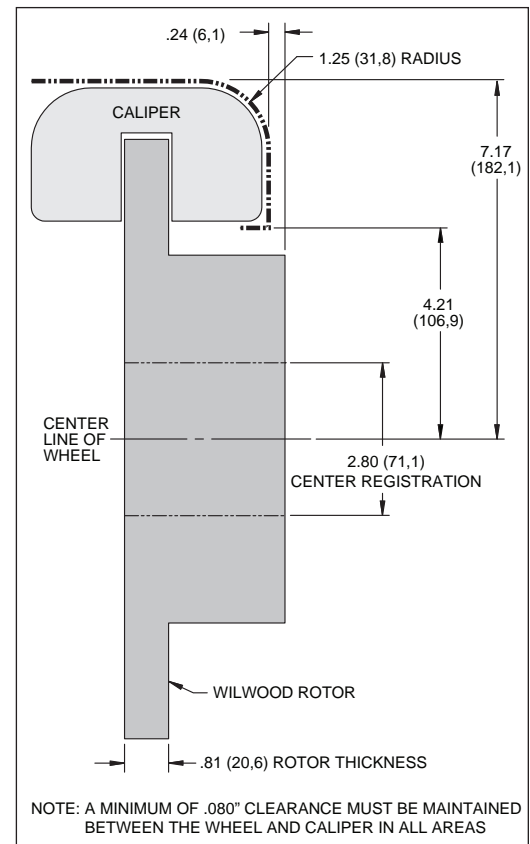 .24 (6,1)
1.25 (31,8) RADIUS
CALIPER
7.17
(182,1)
4.21
(106,9)
CENTER
LINE OF
WHEEL
2.80 (71,1)
CENTER REGISTRATION
WILWOOD ROTOR
.81 (20,6) ROTOR THICKNESS
NOTE: A MINIMUM OF .080" CLEARANCE MUST BE MAINTAINED
BETWEEN THE WHEEL AND CALIPER IN ALL AREAS